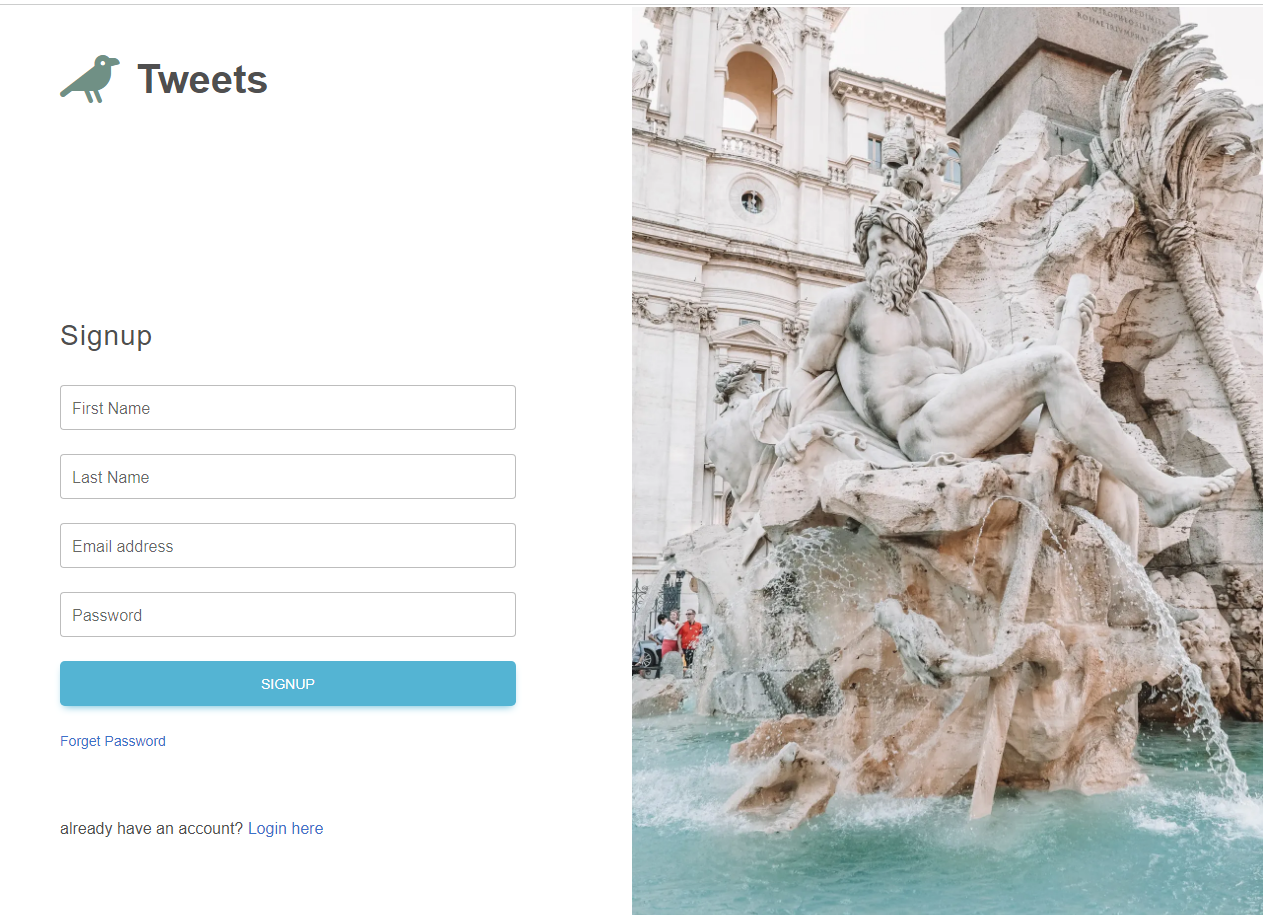 Tweets
Signup
First Name
Last Name
Email address
Password
SIGNUP
Forget Password
already have an account? Login here